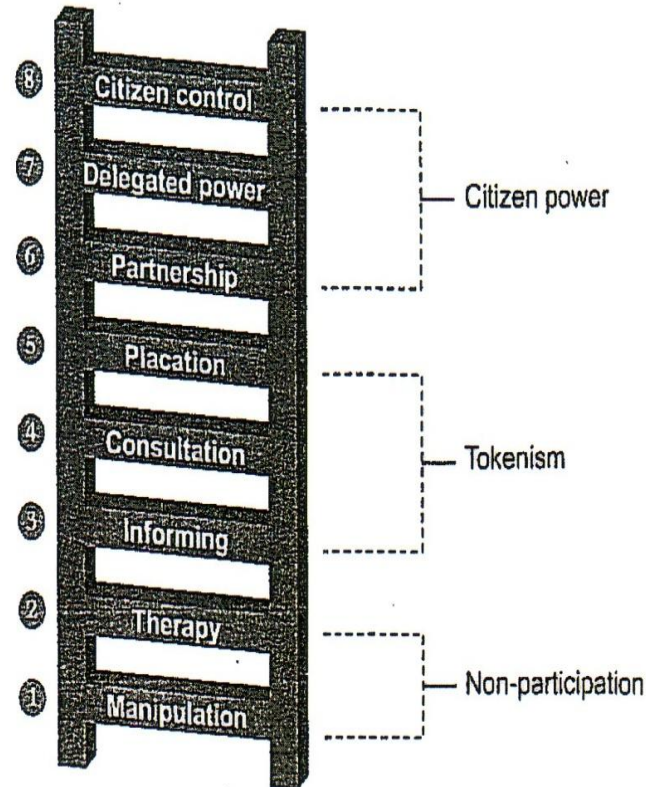 8 Citizen control
7 Delegated power
Citizen power
6 Partnership
5 Placation
4 Consultation
Tokenism
3 Informing
2 Therapy
Non-participation
1 Manipulation